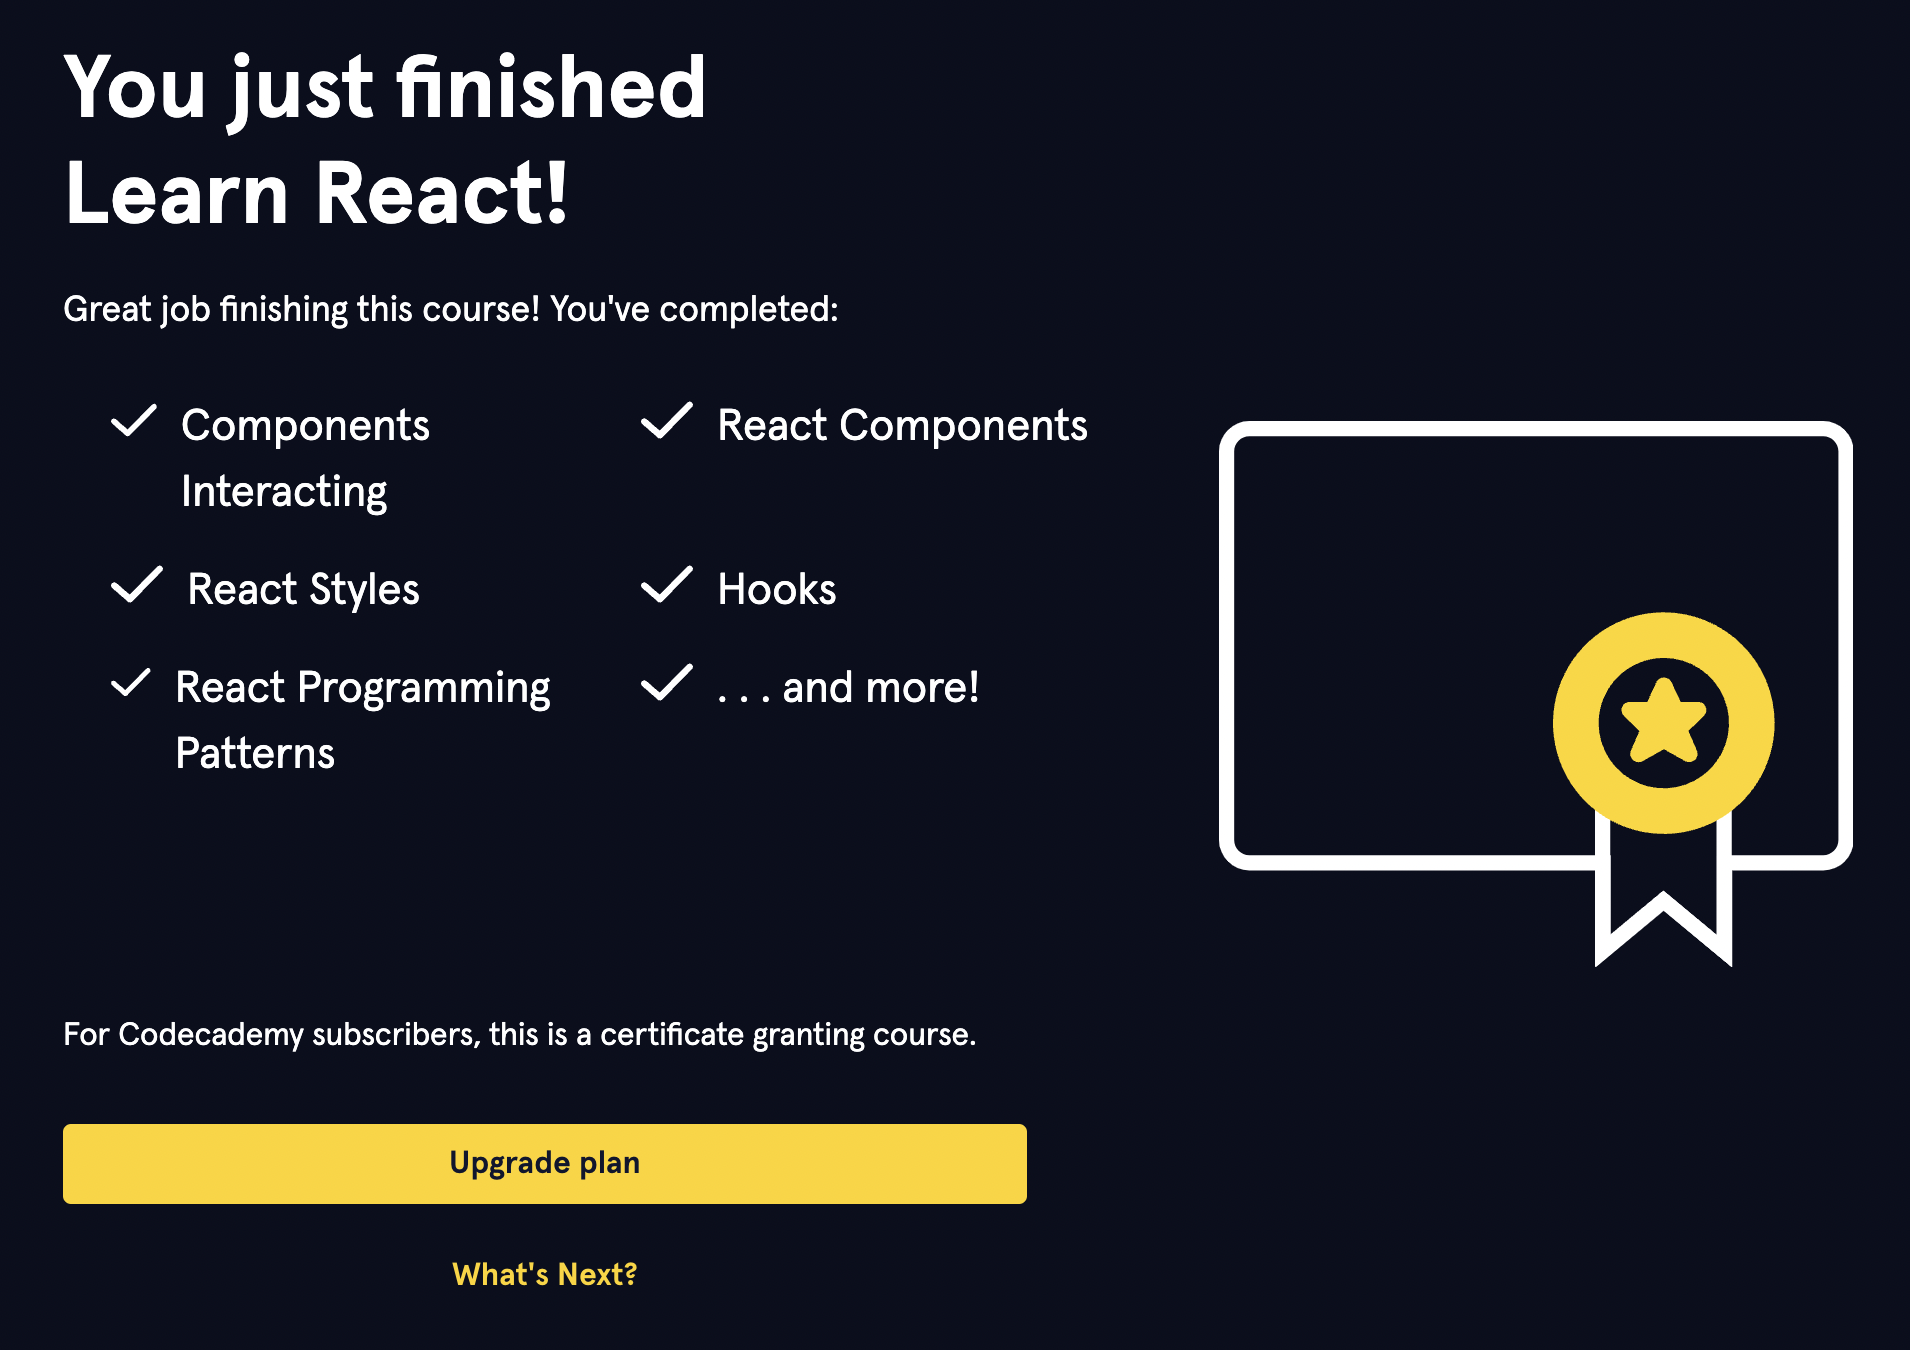 You just finished
Learn React!
Great job finishing this course! You've completed:
Components
Interacting
React Components
React Styles
Hooks
React Programming
Patterns
. . . and more!
For Codecademy subscribers, this is a certificate granting course.
Upgrade plan
What's Next?